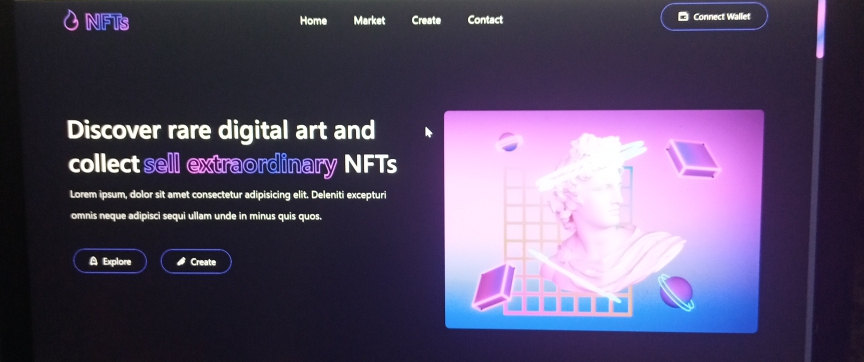 NFTs
Home Market Create Contact
Connect Wallet
Discover rare digital art and
collect sell extraordinary NFTs
Lorem ipsum, dolor sit amet consectetur adipisicing elit. Deleniti excepturi
omnis neque adipisci sequi ullam unde in minus quis quos.
Explore Create